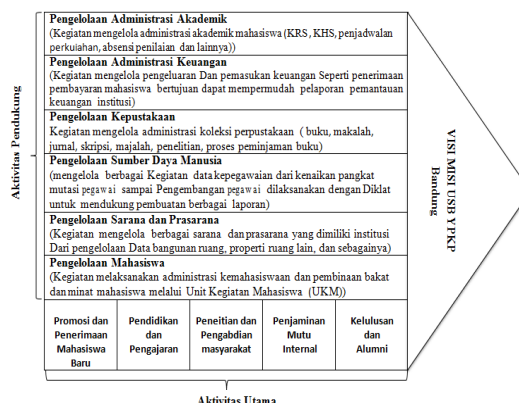 Pengelolaan Administrasi Akademik
(Kegiatan mengelola administrasi akademik mahasiswa (KRS, KHS, penjadwalan
perkuiahan, absensi penilaian dan lainnya))
Pengelolaan Administrasi Keuangan
(Kegiatan mengelola pengeluaran Dan pemasukan keuangan Seperti penerimaan
pembayaran mahasiswa bertujuan dapat mempermudah pelaporan pemantauan
keuangan institusi)
Pengelolaan Kepustakaan
Kegiatan mengelola administrasi koleksi perpustakaan ( buku, makalah,
jurnal, skripsi, majalah, penelitian, proses peminjaman buku)
Pengelolaan Sumber Daya Manusia
(mengelola berbagai Kegiatan data kepegawaian dari kenaikan pangkat
mutasi pegawai sampai Pengembangan pegawai dilaksanakan dengan Diklat
untuk mendukung pembuatan berbagai laporan)
Pengelolaan Sarana dan Prasarana
(Kegiatan mengelola berbagai sarana dan prasarana yang dimiliki institusi
Dari pengelolaan Data bangunan ruang, properti ruang lain, dan sebagainya)
Pengelolaan Mahasiswa
(Kegiatan melaksanakan administrasi kemahasiswaan dan pembinaan bakat
dan minat mahasiswa melalui Unit Kegiatan Mahasiswa (UKM))
Aktivitas Pendukung
VISI MISI USB YPKP
Bandung
Promosi dan
Penerimaan
Mahasiswa
Baru
Pendidikan
dan
Pengajaran
Peneitian dan
Pengabdian
masyarakat
Penjaminan
Mutu
Internal
Kelulusan
dan
Alumni
Aktivitas Utama